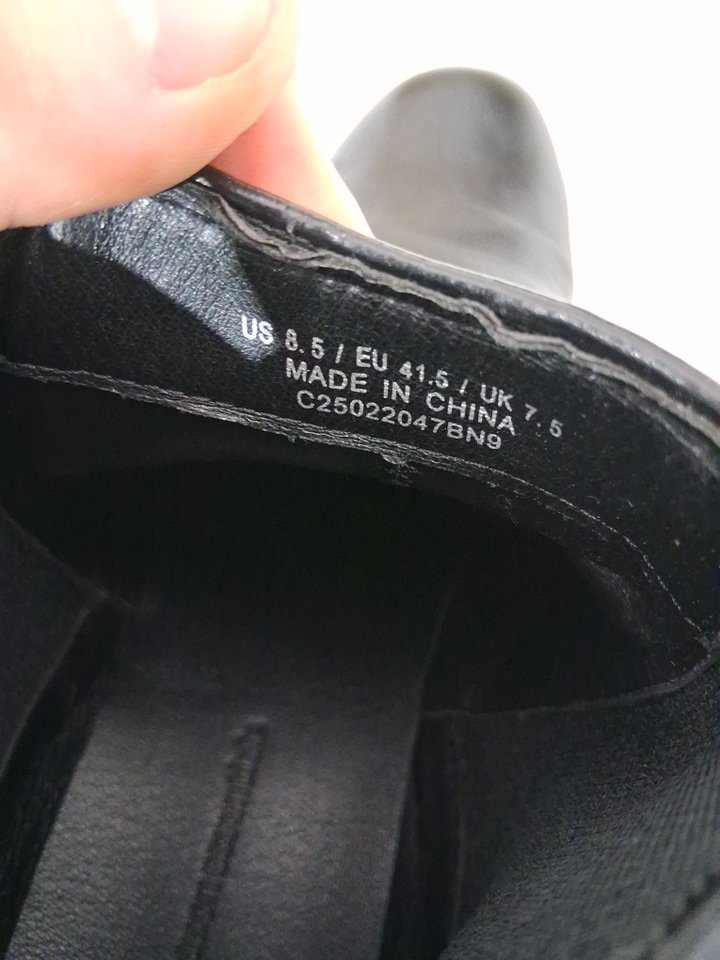 US 8.5 / EU 41.5 / UK 7.5
MADE IN CHINA
C25022047BN9